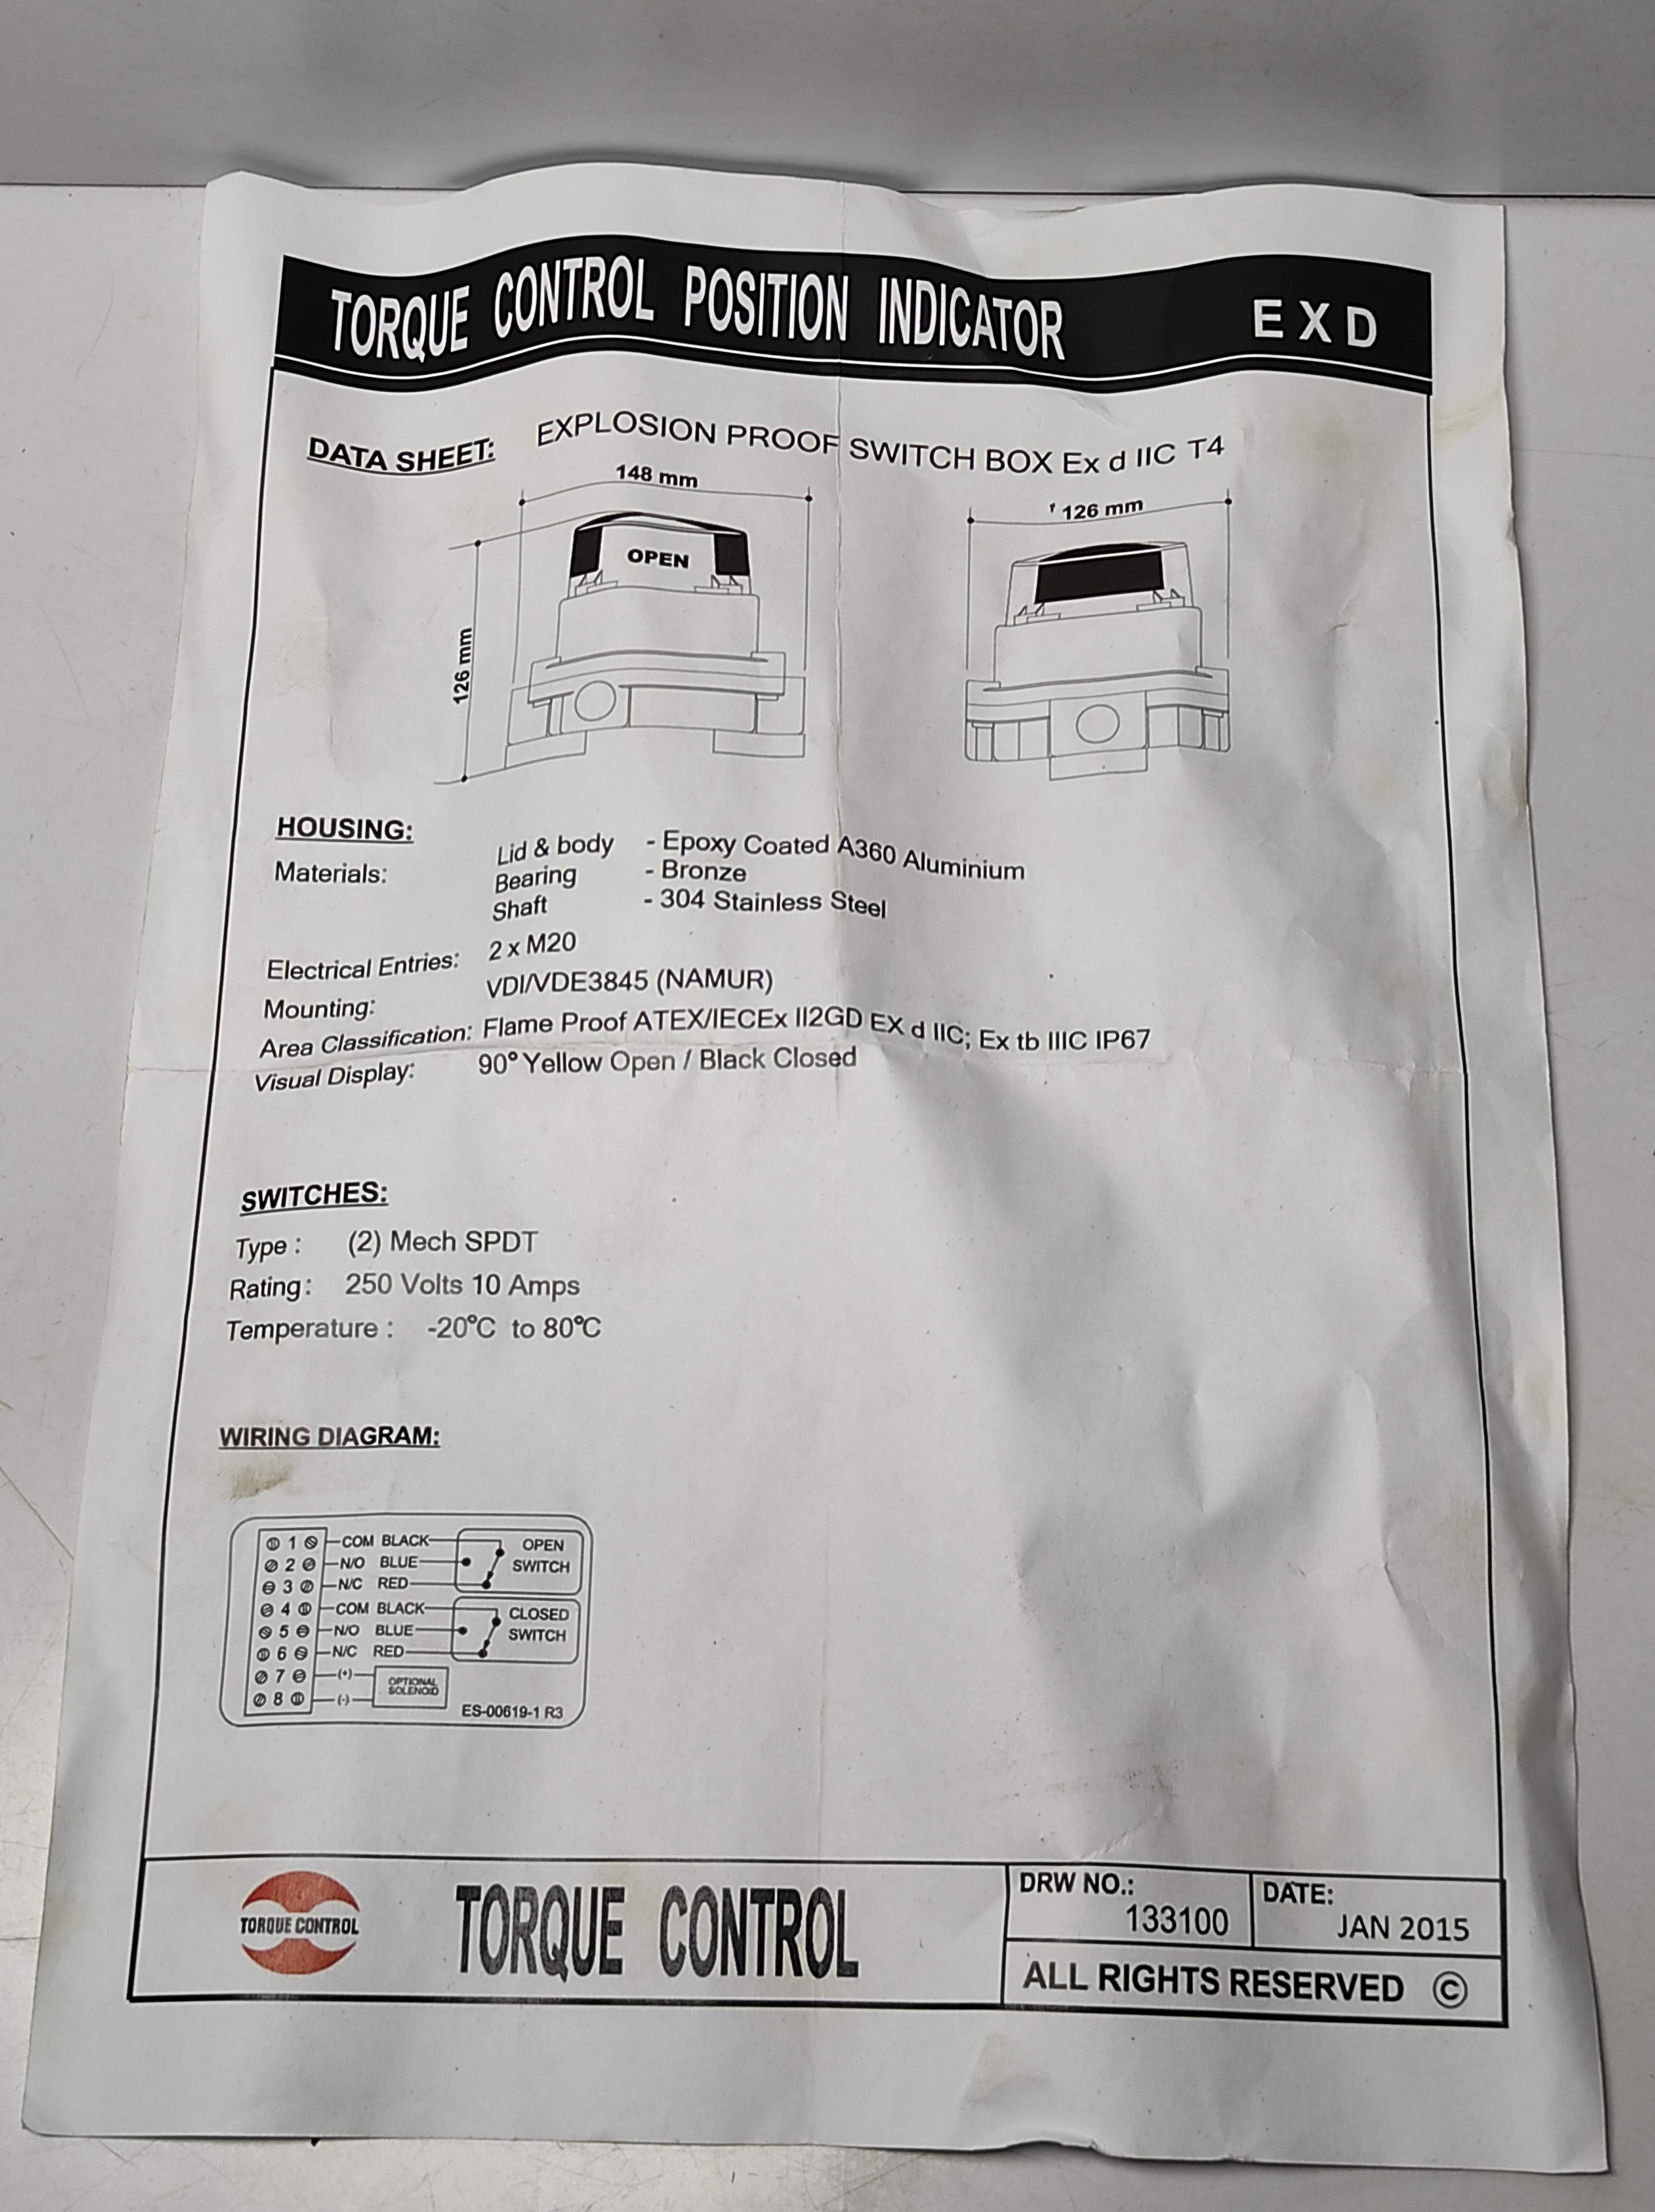 TORQUE CONTROL POSITION INDICATOR EXD
DATA SHEET: EXPLOSION PROOF SWITCH BOX Ex d IIC T4
148 mm
126 mm
OPEN
126 mm
HOUSING:
Materials: Lid & body - Epoxy Coated A360 Aluminium
Bearing - Bronze
Shaft - 304 Stainless Steel
Electrical Entries: 2 x M20
Mounting: VDI/VDE3845 (NAMUR)
Area Classification: Flame Proof ATEX/IECEx II2GD EX d IIC; Ex tb IIIC IP67
Visual Display: 90° Yellow Open / Black Closed
SWITCHES:
Type : (2) Mech SPDT
Rating: 250 Volts 10 Amps
Temperature : -20°C to 80°C
WIRING DIAGRAM:
1 COM BLACK OPEN
2 N/O BLUE SWITCH
3 N/C RED
4 COM BLACK CLOSED
5 N/O BLUE SWITCH
6 N/C RED
7 (+) OPTIONAL
SOLENOID
8 (-)
ES-00619-1 R3
TORQUE CONTROL
TORQUE CONTROL
DRW NO.:
133100
DATE:
JAN 2015
ALL RIGHTS RESERVED ©